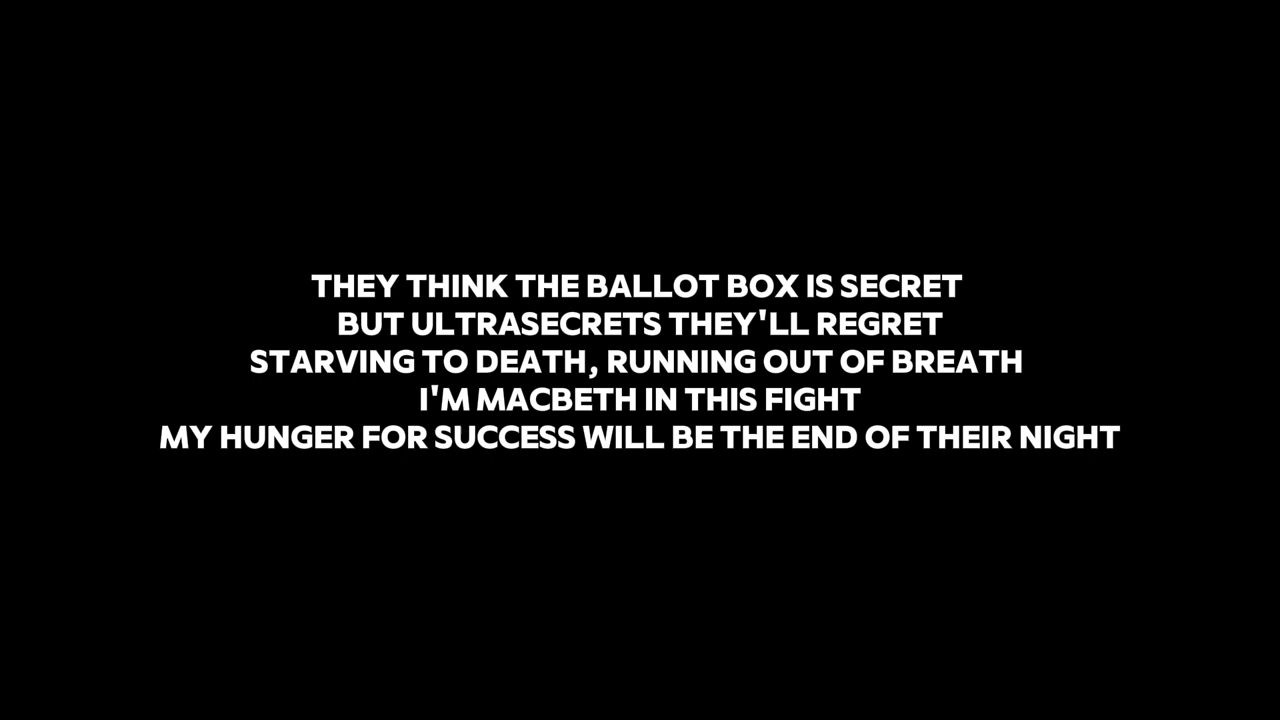 THEY THINK THE BALLOT BOX IS SECRET
BUT ULTRASECRETS THEY'LL REGRET
STARVING TO DEATH, RUNNING OUT OF BREATH
I'M MACBETH IN THIS FIGHT
MY HUNGER FOR SUCCESS WILL BE THE END OF THEIR NIGHT